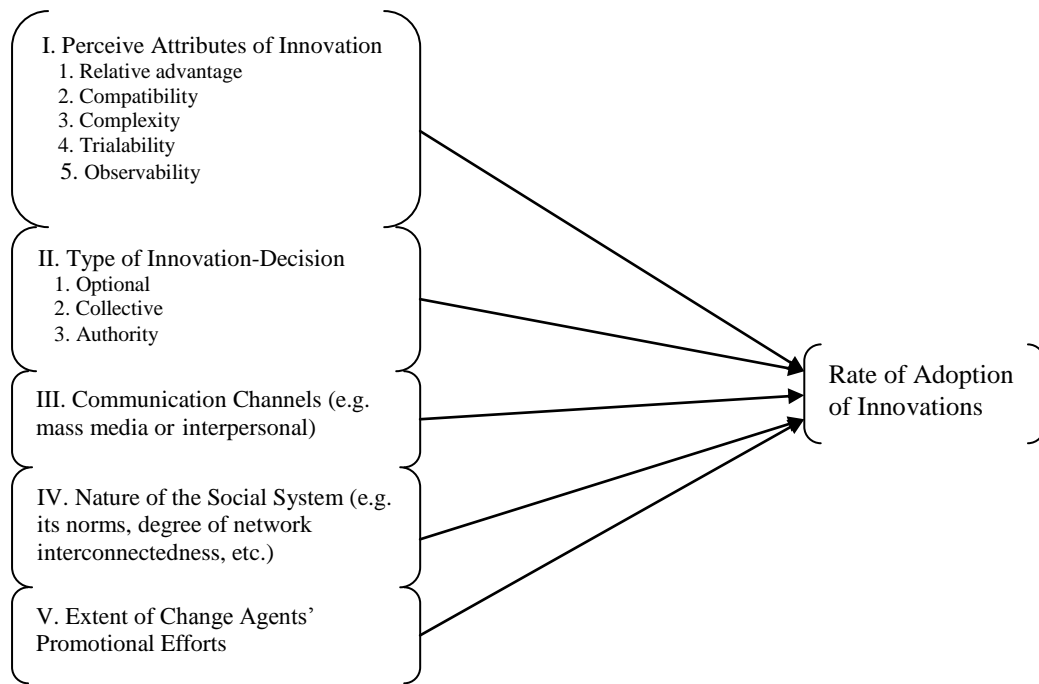 I. Perceive Attributes of Innovation
1. Relative advantage
2. Compatibility
3. Complexity
4. Trialability
5. Observability
II. Type of Innovation-Decision
1. Optional
2. Collective
3. Authority
III. Communication Channels (e.g.
mass media or interpersonal)
IV. Nature of the Social System (e.g.
its norms, degree of network
interconnectedness, etc.)
V. Extent of Change Agents’
Promotional Efforts
Rate of Adoption
of Innovations